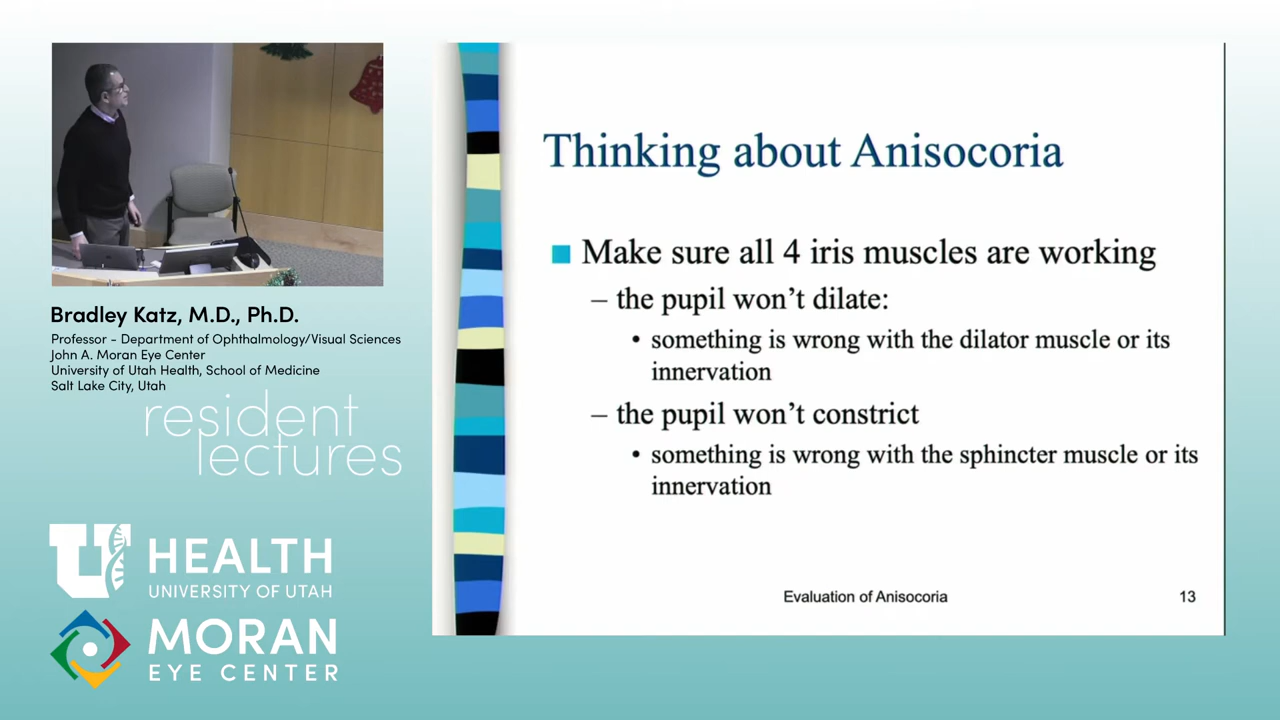 Thinking about Anisocoria
■ Make sure all 4 iris muscles are working
– the pupil won’t dilate:
• something is wrong with the dilator muscle or its
innervation
– the pupil won’t constrict
• something is wrong with the sphincter muscle or its
innervation
Evaluation of Anisocoria
13
Bradley Katz, M.D., Ph.D.
Professor - Department of Ophthalmology/Visual Sciences
John A. Moran Eye Center
University of Utah Health, School of Medicine
Salt Lake City, Utah
resident
lectures
U HEALTH
UNIVERSITY OF UTAH
MORAN
EYE CENTER